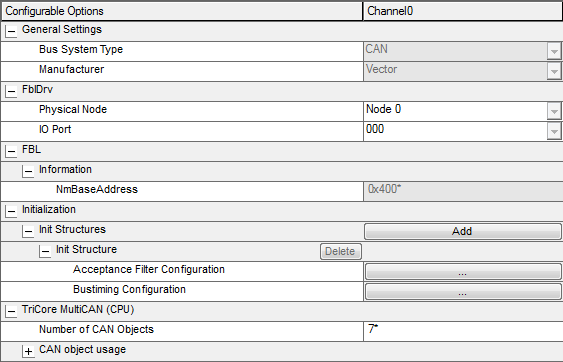 Configurable Options Channel0
General Settings
Bus System Type CAN
Manufacturer Vector
FblDrv
Physical Node Node 0
IO Port 000
FBL
Information
NmBaseAddress 0x400*
Initialization
Init Structures Add
Init Structure Delete
Acceptance Filter Configuration ...
Bustiming Configuration ...
TriCore MultiCAN (CPU)
Number of CAN Objects 7*
CAN object usage